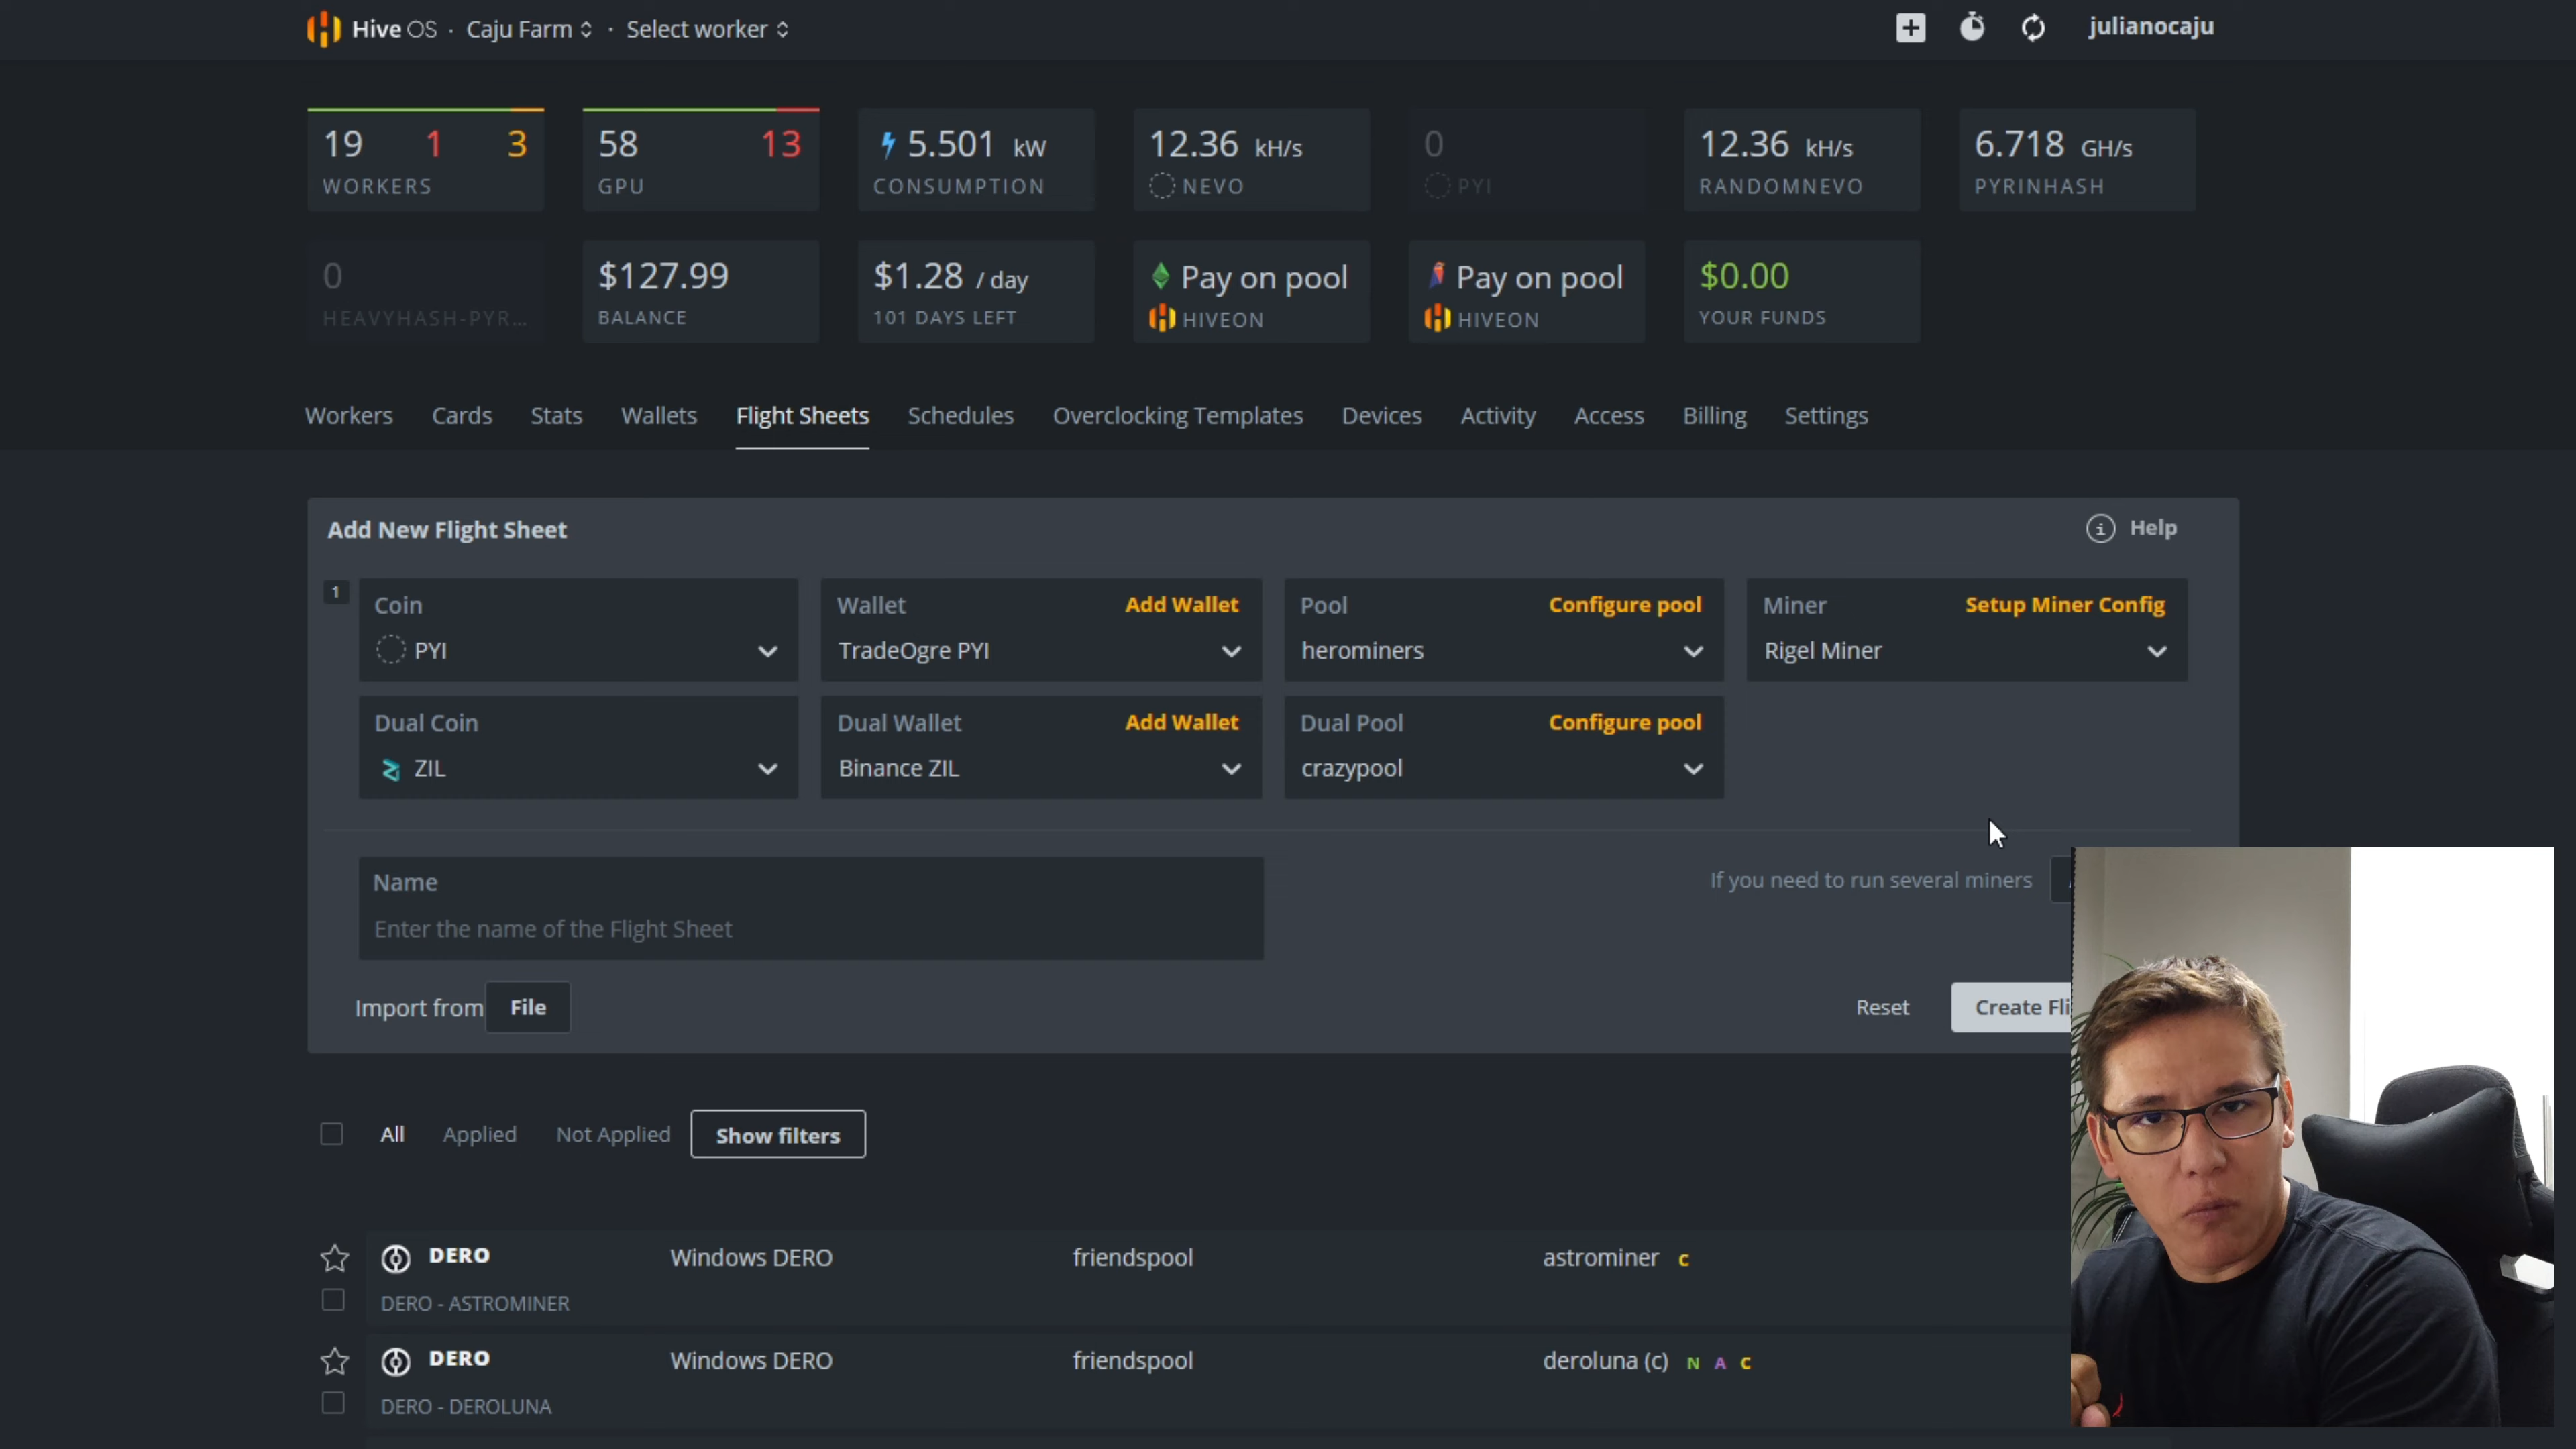 Hive OS · Caju Farm · Select worker
julianocaju
19 1 3
WORKERS
58 13
GPU
5.501 kW
CONSUMPTION
12.36 kH/s
NEVO
0
PYI
12.36 kH/s
RANDOMNEVO
6.718 GH/s
PYRINHASH
0
HEAVYHASH-PYR...
$127.99
BALANCE
$1.28 / day
101 DAYS LEFT
Pay on pool
HIVEON
Pay on pool
HIVEON
$0.00
YOUR FUNDS
Workers Cards Stats Wallets Flight Sheets Schedules Overclocking Templates Devices Activity Access Billing Settings
Add New Flight Sheet
Help
1
Coin
PYI
Wallet Add Wallet
TradeOgre PYI
Pool Configure pool
herominers
Miner Setup Miner Config
Rigel Miner
Dual Coin
ZIL
Dual Wallet Add Wallet
Binance ZIL
Dual Pool Configure pool
crazypool
Name
Enter the name of the Flight Sheet
If you need to run several miners
Import from File
Reset
Create Fli
All Applied Not Applied Show filters
DERO Windows DERO friendspool astrominer C
DERO - ASTROMINER
DERO Windows DERO friendspool deroluna (c) N A C
DERO - DEROLUNA